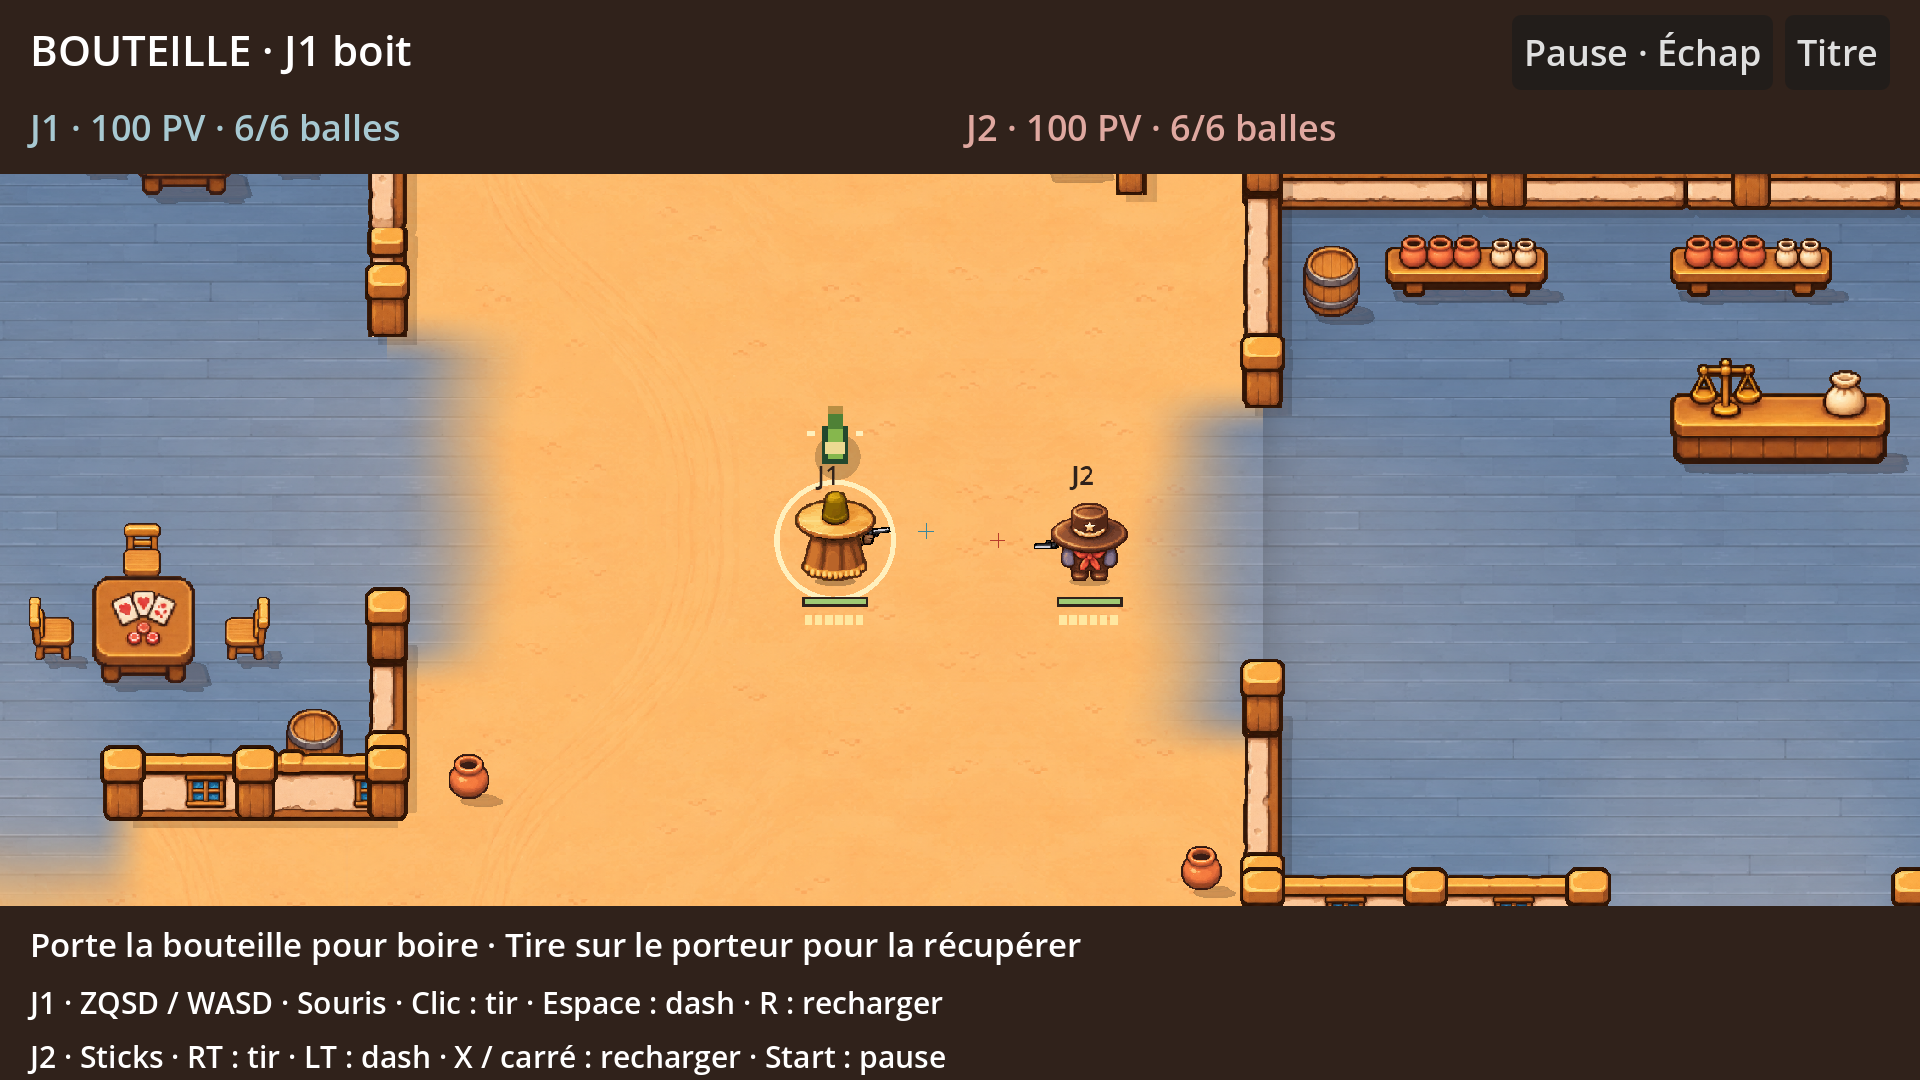 BOUTEILLE · J1 boit
Pause · Échap
Titre
J1 · 100 PV · 6/6 balles
J2 · 100 PV · 6/6 balles
J1
J2
Porte la bouteille pour boire · Tire sur le porteur pour la récupérer
J1 · ZQSD / WASD · Souris · Clic : tir · Espace : dash · R : recharger
J2 · Sticks · RT : tir · LT : dash · X / carré : recharger · Start : pause